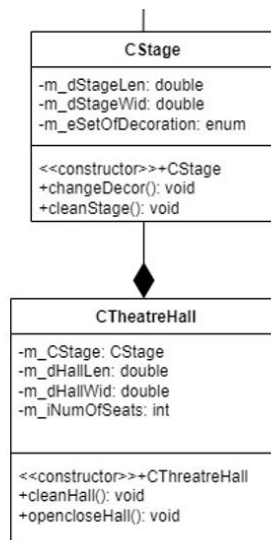 CStage
-m_dStageLen: double
-m_dStageWid: double
-m_eSetOfDecoration: enum
<<constructor>>+CStage
+changeDecor(): void
+cleanStage(): void
CTheatreHall
-m_CStage: CStage
-m_dHallLen: double
-m_dHallWid: double
-m_iNumOfSeats: int
<<constructor>>+CThreatreHall
+cleanHall(): void
+opencloseHall(): void